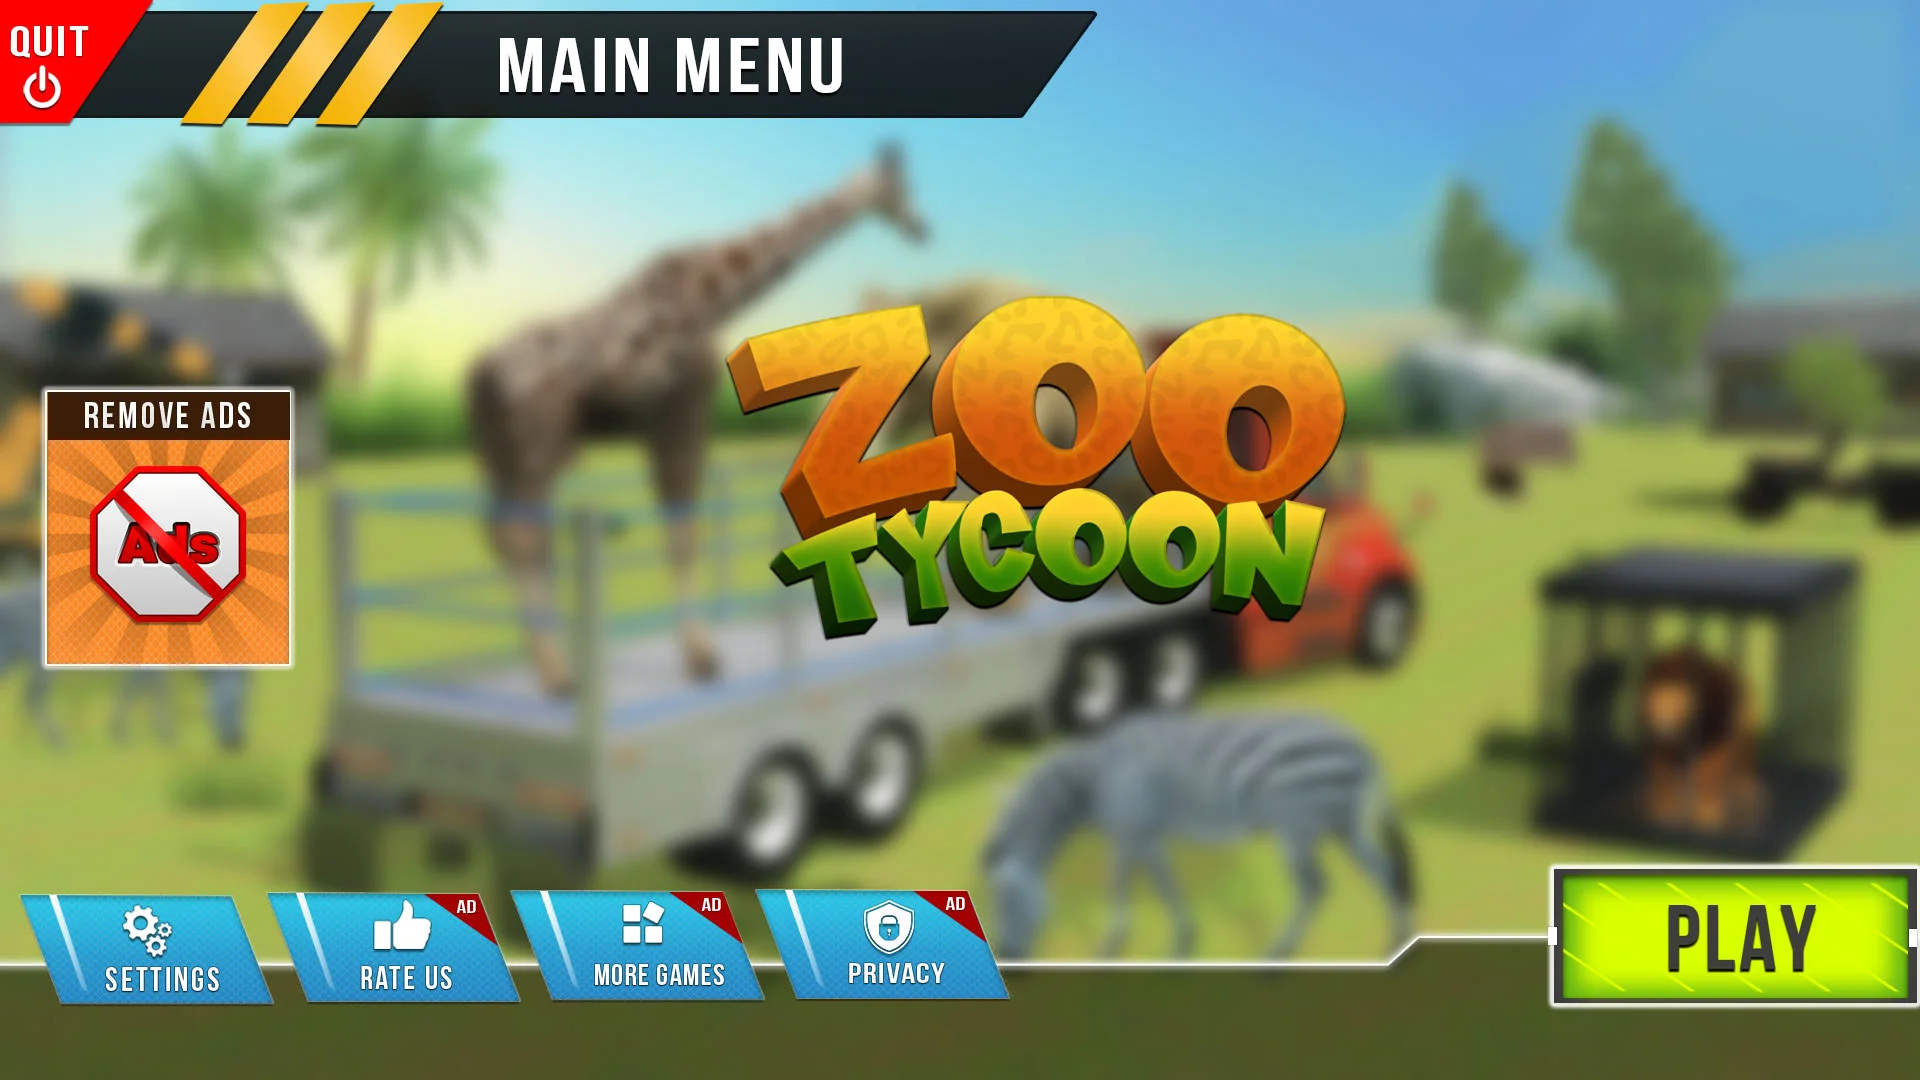 QUIT
MAIN MENU
REMOVE ADS
Ads
ZOO
TYCOON
SETTINGS
AD
RATE US
AD
MORE GAMES
AD
PRIVACY
PLAY